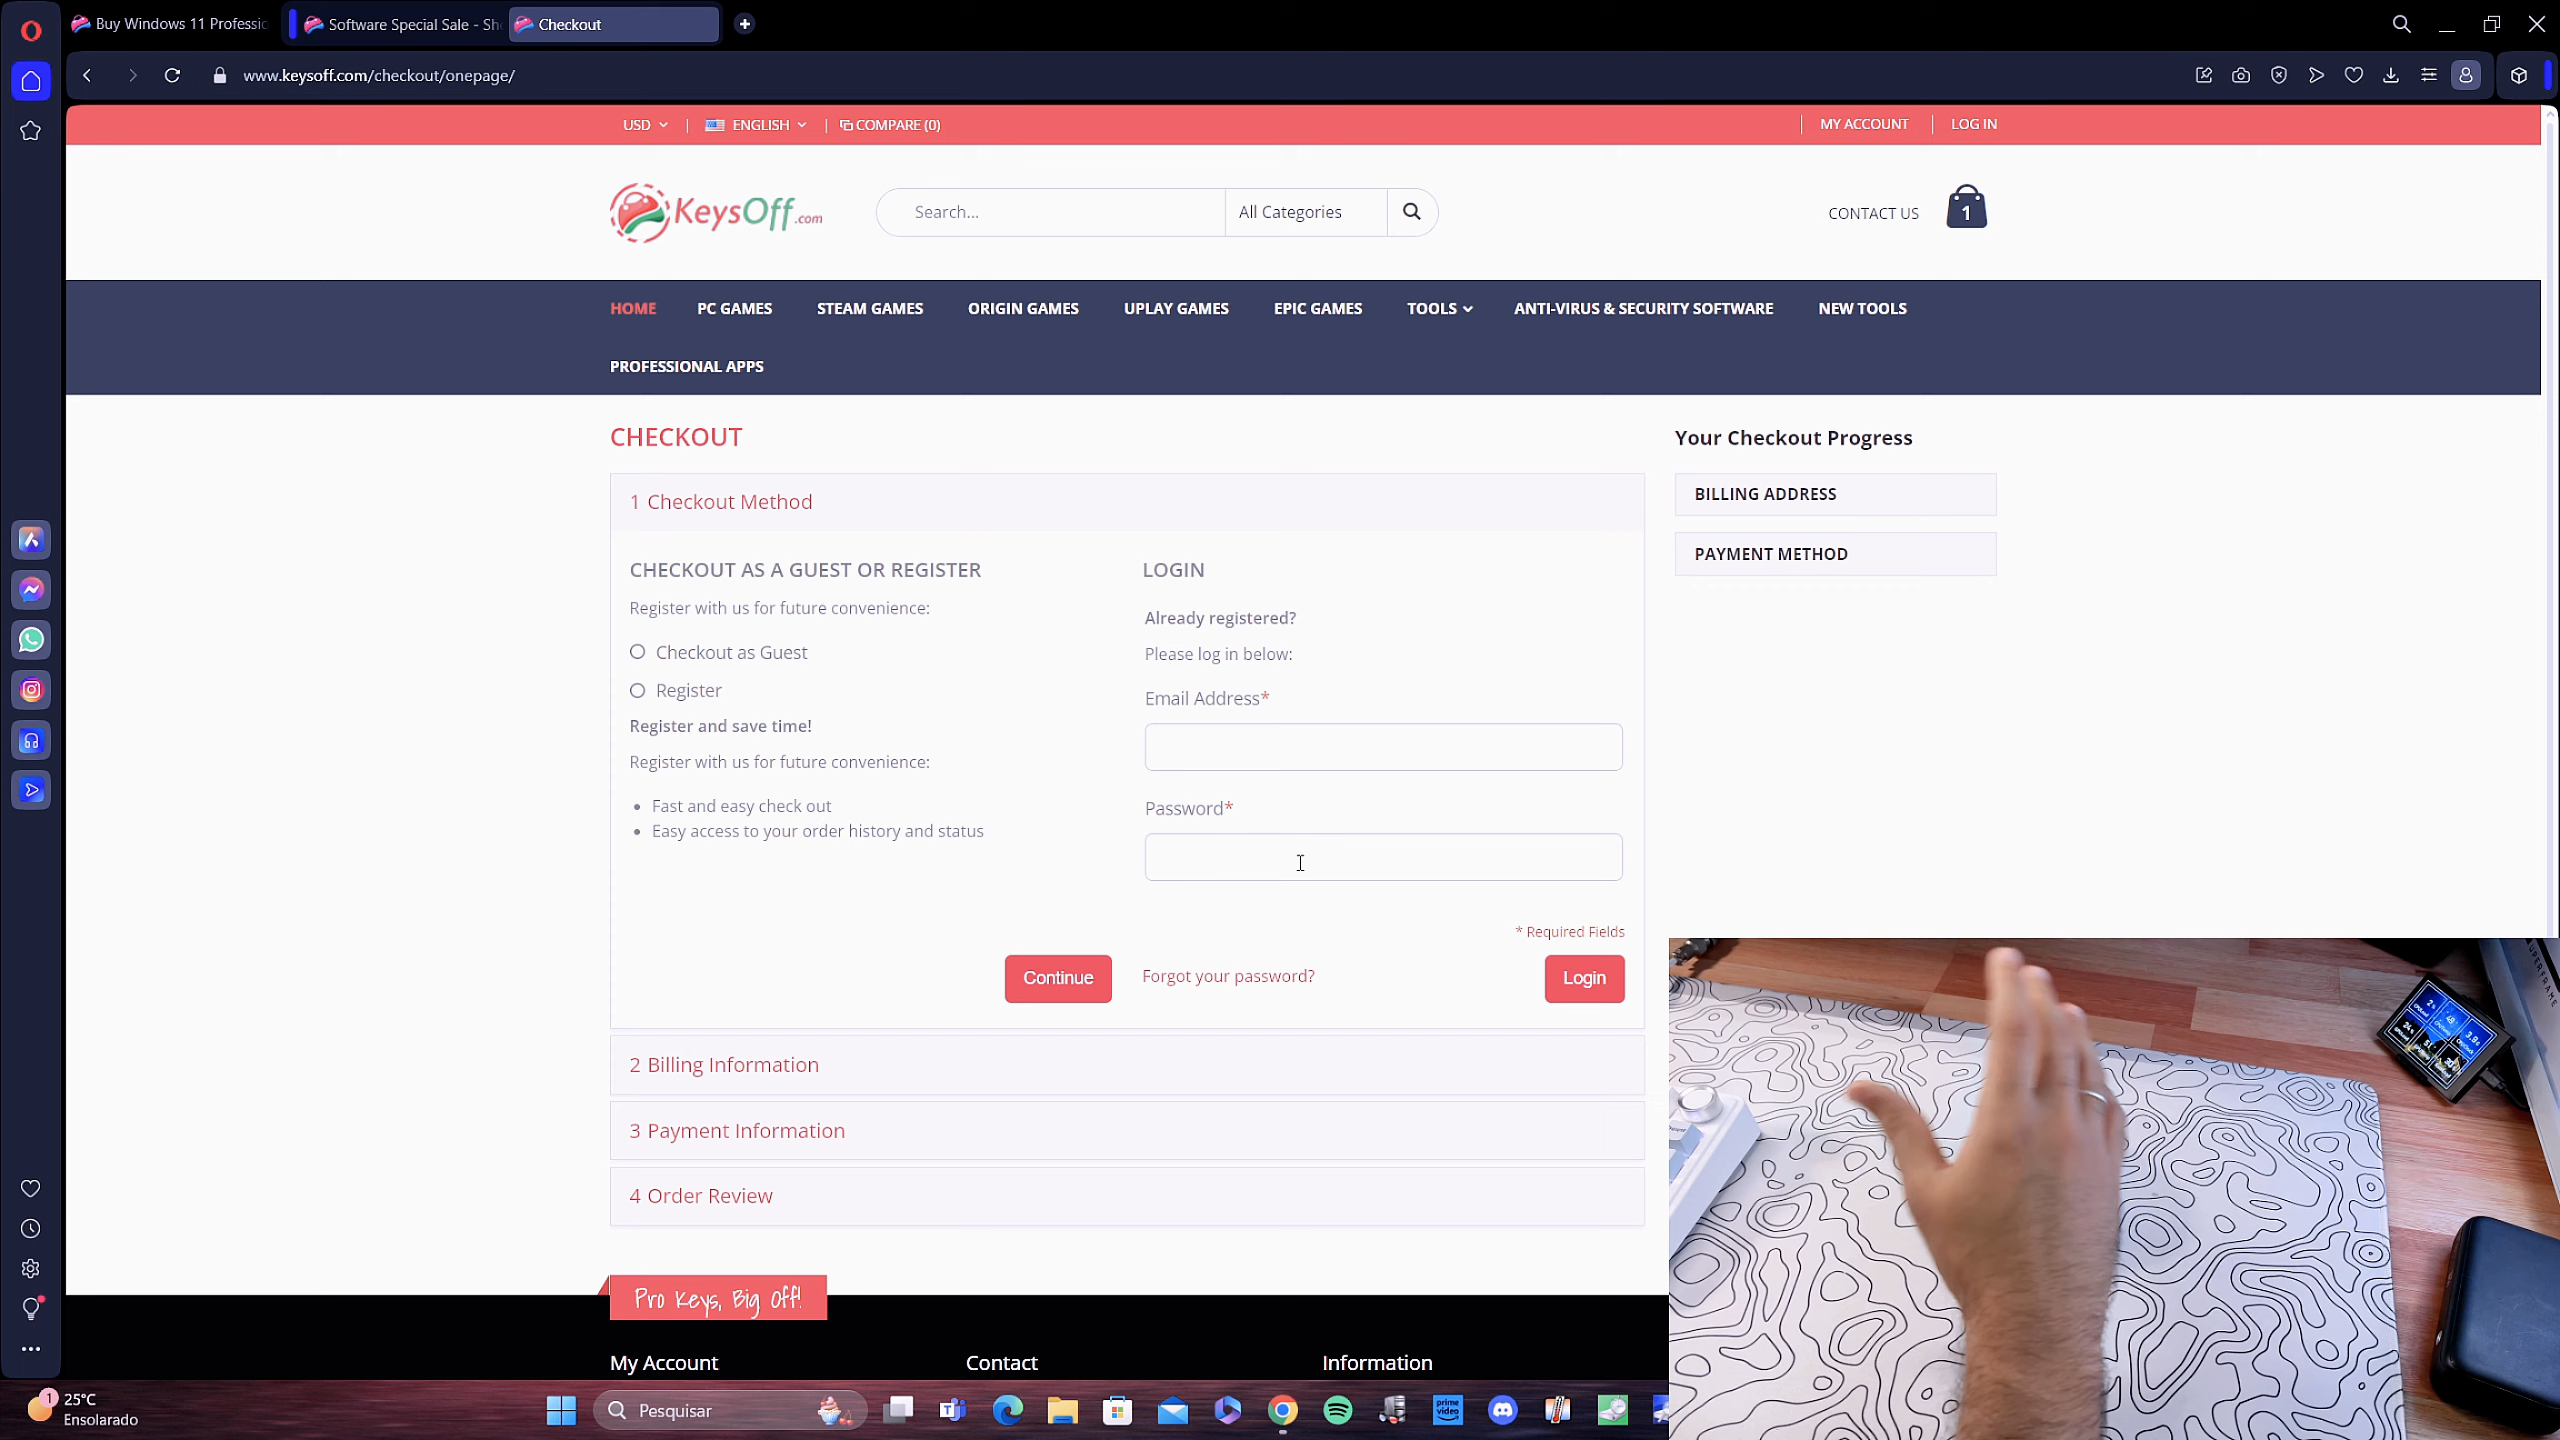 Buy Windows 11 Professio
Software Special Sale - Sh
Checkout
www.keysoff.com/checkout/onepage/
USD
ENGLISH
COMPARE (0)
MY ACCOUNT
LOG IN
KeysOff.com
Search...
All Categories
CONTACT US
1
HOME
PC GAMES
STEAM GAMES
ORIGIN GAMES
UPLAY GAMES
EPIC GAMES
TOOLS
ANTI-VIRUS & SECURITY SOFTWARE
NEW TOOLS
PROFESSIONAL APPS
CHECKOUT
Your Checkout Progress
1 Checkout Method
BILLING ADDRESS
PAYMENT METHOD
CHECKOUT AS A GUEST OR REGISTER
Register with us for future convenience:
Checkout as Guest
Register
Register and save time!
Register with us for future convenience:
Fast and easy check out
Easy access to your order history and status
Continue
LOGIN
Already registered?
Please log in below:
Email Address*
Password*
* Required Fields
Forgot your password?
Login
2 Billing Information
3 Payment Information
4 Order Review
Pro Keys, Big Off!
My Account
Contact
Information
1
25°C
Ensolarado
Pesquisar
prime video